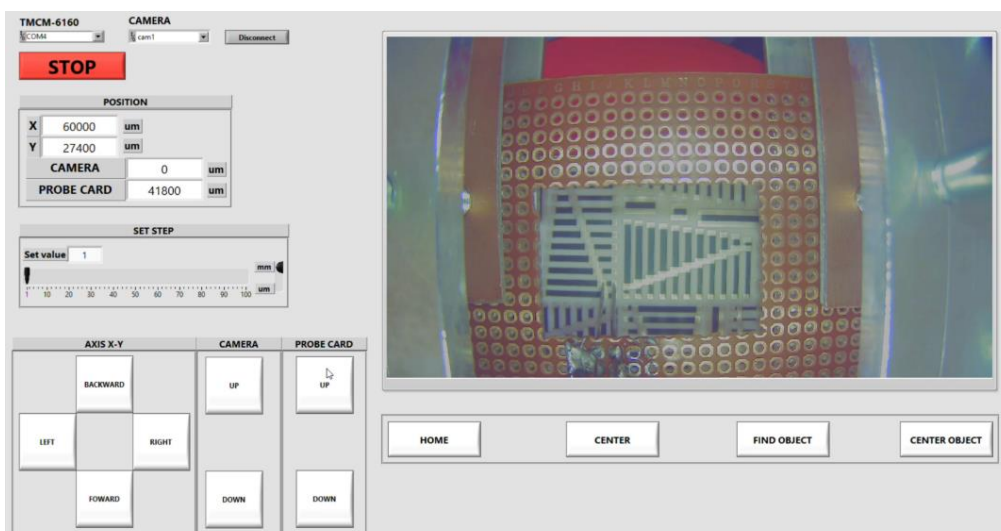 TMCM-6160 CAMERA
COM4 cam1 Disconnect
STOP
POSITION
X 60000 um
Y 27400 um
CAMERA 0 um
PROBE CARD 41800 um
SET STEP
Set value 1
mm
um
1 10 20 30 40 50 60 70 80 90 100
AXIS X-Y CAMERA PROBE CARD
BACKWARD UP UP
LEFT RIGHT
FOWARD DOWN DOWN
HOME CENTER FIND OBJECT CENTER OBJECT